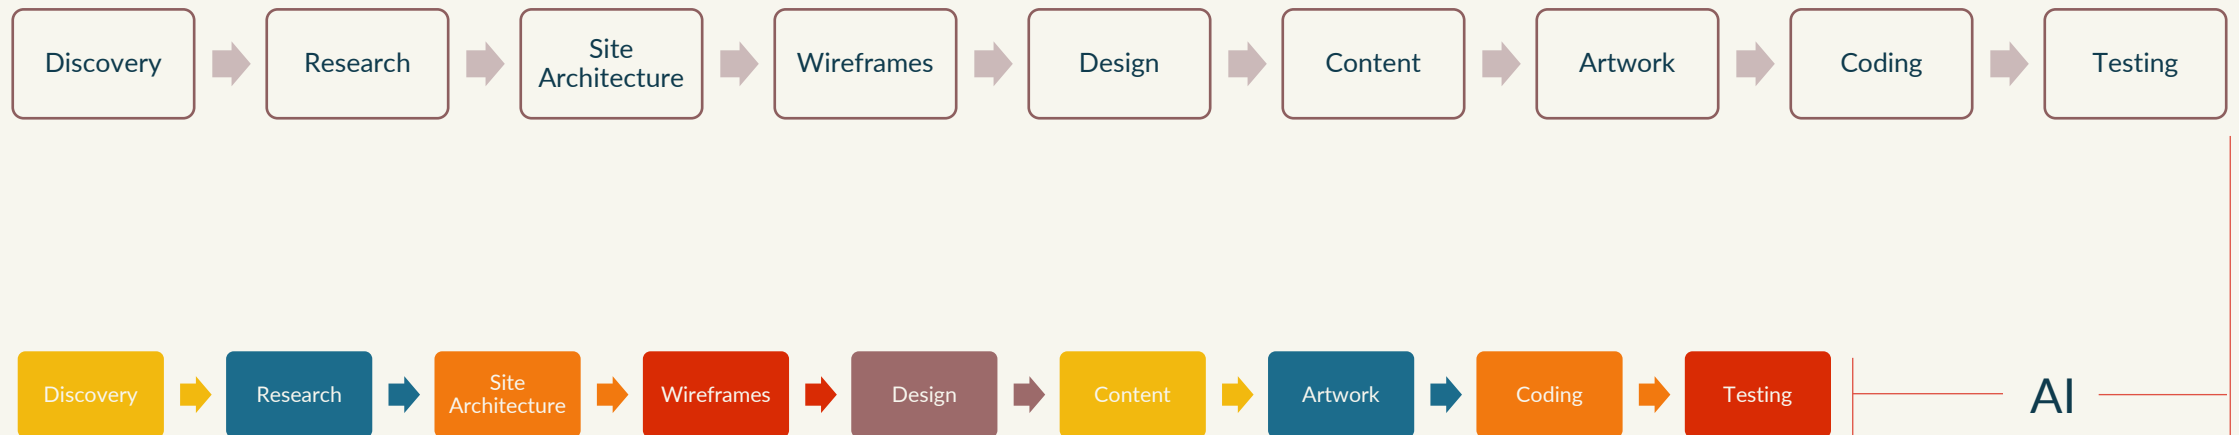 Discovery
Research
Site
Architecture
Wireframes
Design
Content
Artwork
Coding
Testing
Discovery
Research
Site
Architecture
Wireframes
Design
Content
Artwork
Coding
Testing
AI